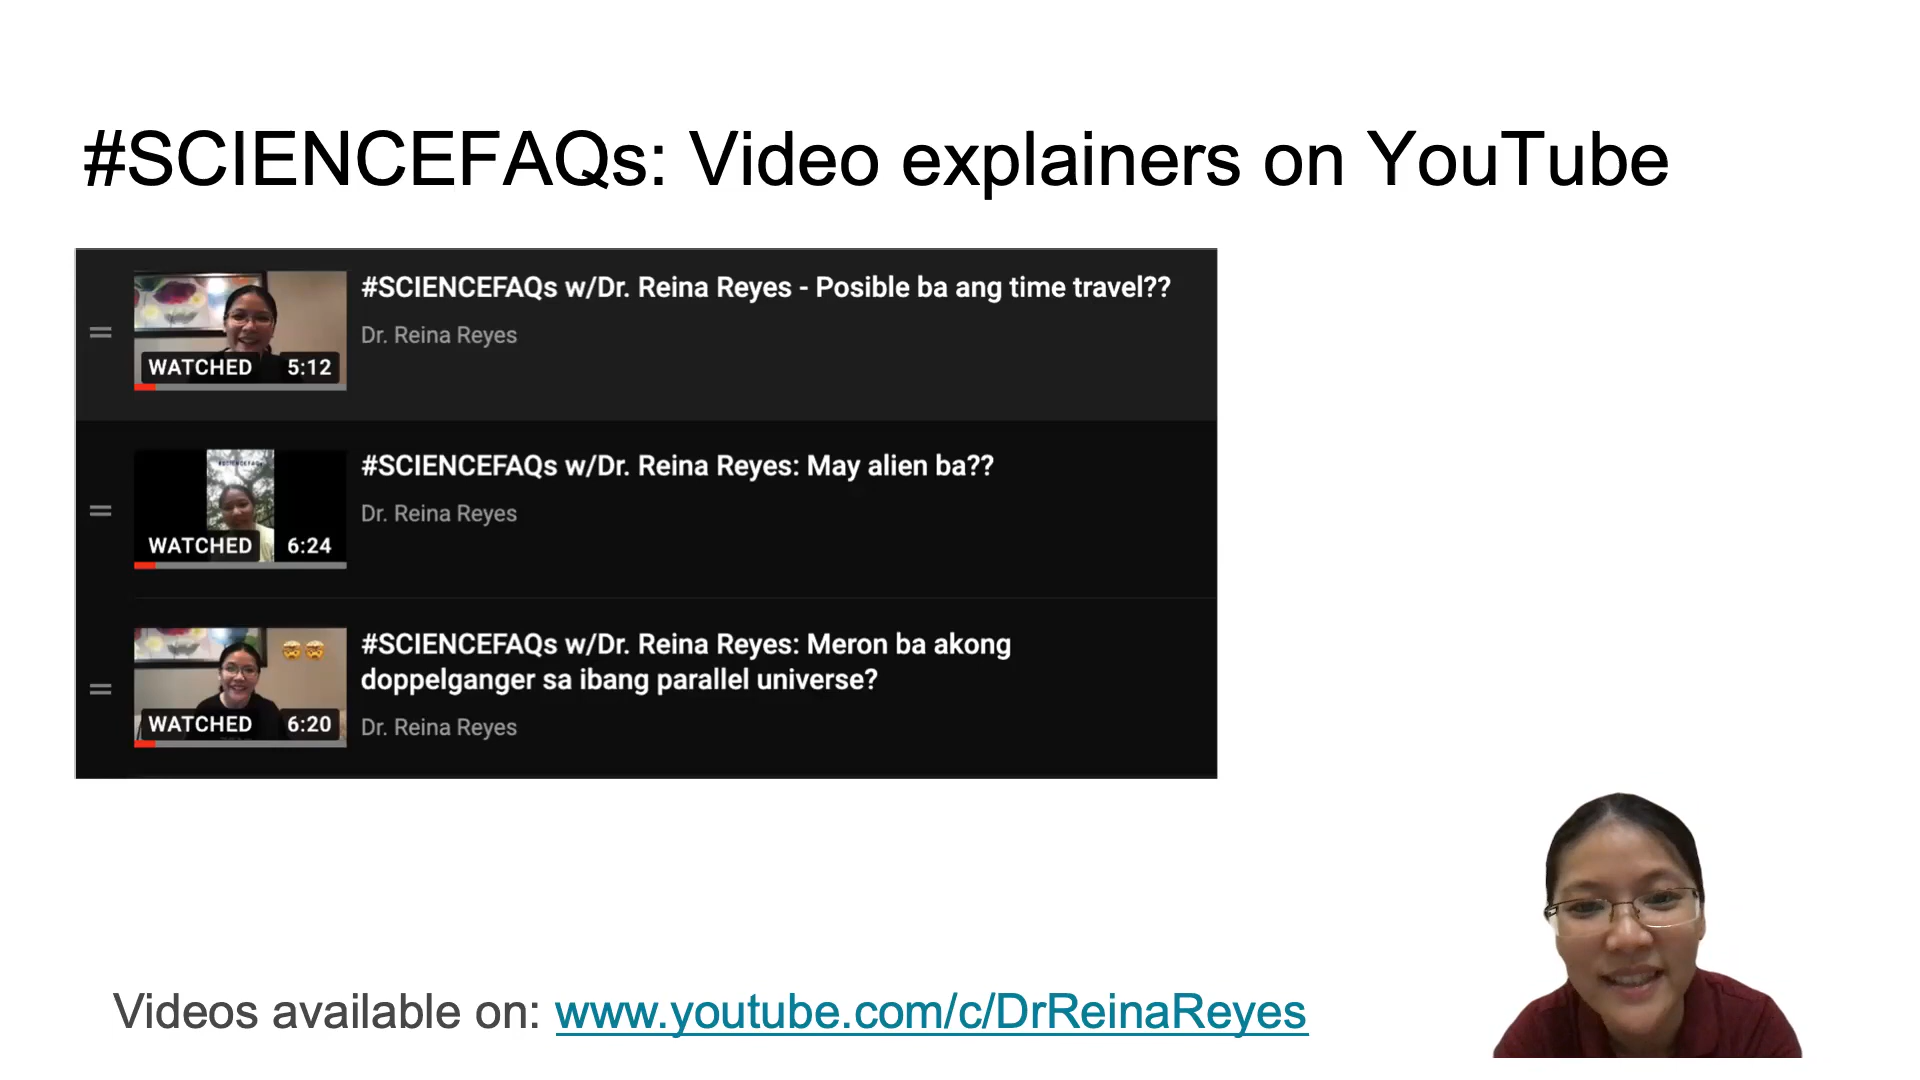 #SCIENCEFAQs: Video explainers on YouTube
#SCIENCEFAQs w/Dr. Reina Reyes - Posible ba ang time travel??
Dr. Reina Reyes
WATCHED 5:12
#SCIENCEFAQs w/Dr. Reina Reyes: May alien ba??
Dr. Reina Reyes
#SCIENCEFAQs
WATCHED 6:24
#SCIENCEFAQs w/Dr. Reina Reyes: Meron ba akong
doppelganger sa ibang parallel universe?
Dr. Reina Reyes
WATCHED 6:20
Videos available on: www.youtube.com/c/DrReinaReyes